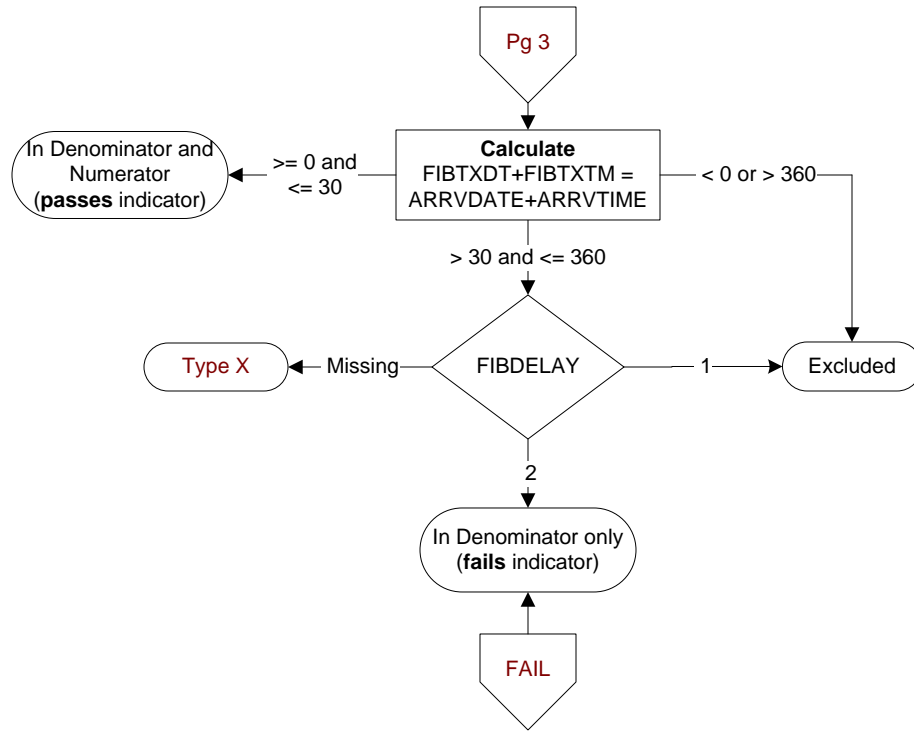 Pg 3
Calculate
FIBTXDT+FIBTXTM =
ARRVDATE+ARRVTIME
In Denominator and
Numerator
(passes indicator)
>= 0 and
<= 30
< 0 or > 360
> 30 and <= 360
Type X
Missing
FIBDELAY
1
Excluded
2
In Denominator only
(fails indicator)
FAIL